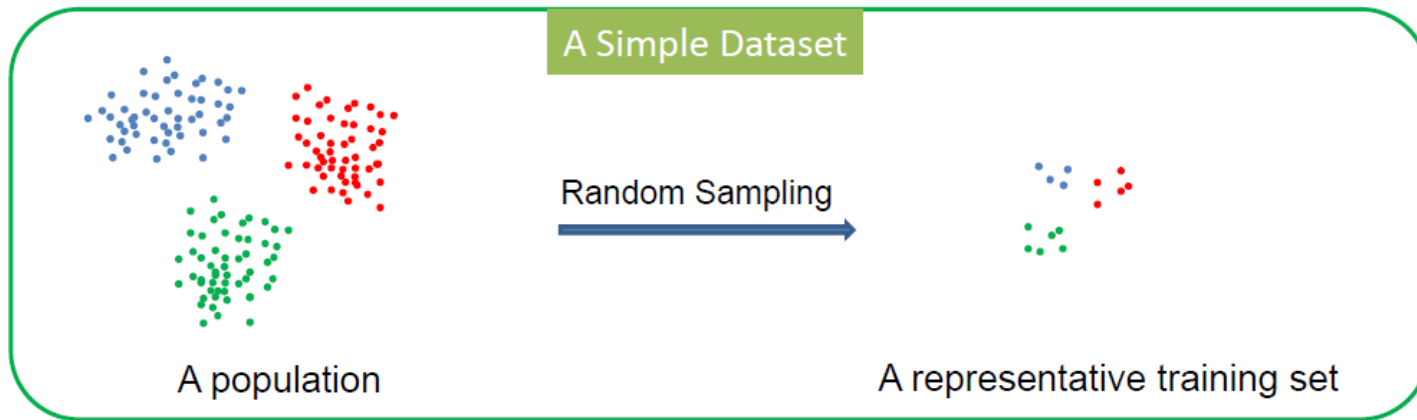 A Simple Dataset
Random Sampling
A population
A representative training set